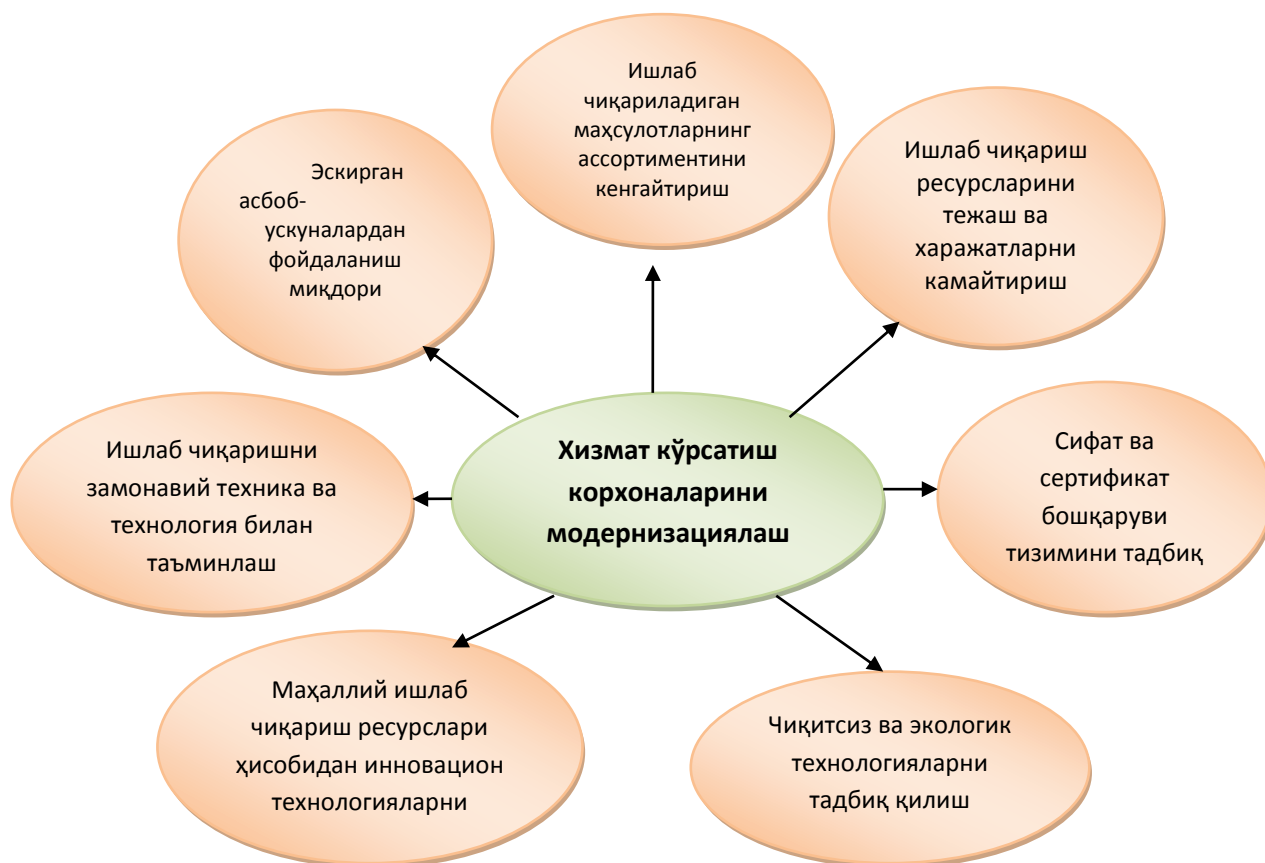 Ишлаб
чиқариладиган
маҳсулотларнинг
ассортиментини
кенгайтириш
Эскирган
асбоб-
ускуналардан
фойдаланиш
миқдори
Ишлаб чиқариш
ресурсларини
тежаш ва
харажатларни
камайтириш
Ишлаб чиқаришни
замонавий техника ва
технология билан
таъминлаш
Хизмат кўрсатиш
корхоналарини
модернизациялаш
Сифат ва
сертификат
бошқаруви
тизимини тадбиқ
Маҳаллий ишлаб
чиқариш ресурслари
ҳисобидан инновацион
технологияларни
Чиқитсиз ва экологик
технологияларни
тадбиқ қилиш